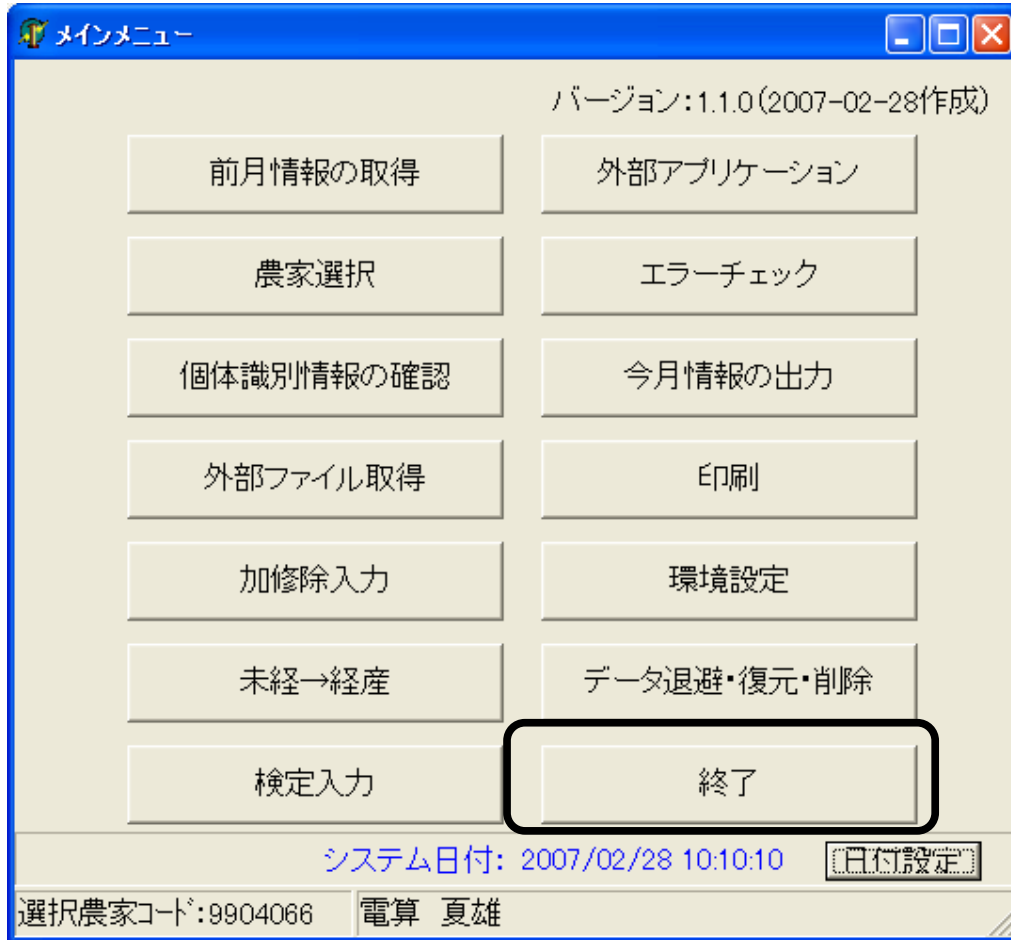 メインメニュー
バージョン:1.1.0(2007-02-28作成)
前月情報の取得
外部アプリケーション
農家選択
エラーチェック
個体識別情報の確認
今月情報の出力
外部ファイル取得
印刷
加修除入力
環境設定
未経→経産
データ退避・復元・削除
検定入力
終了
システム日付: 2007/02/28 10:10:10 日付設定
選択農家コード:9904066 電算 夏雄